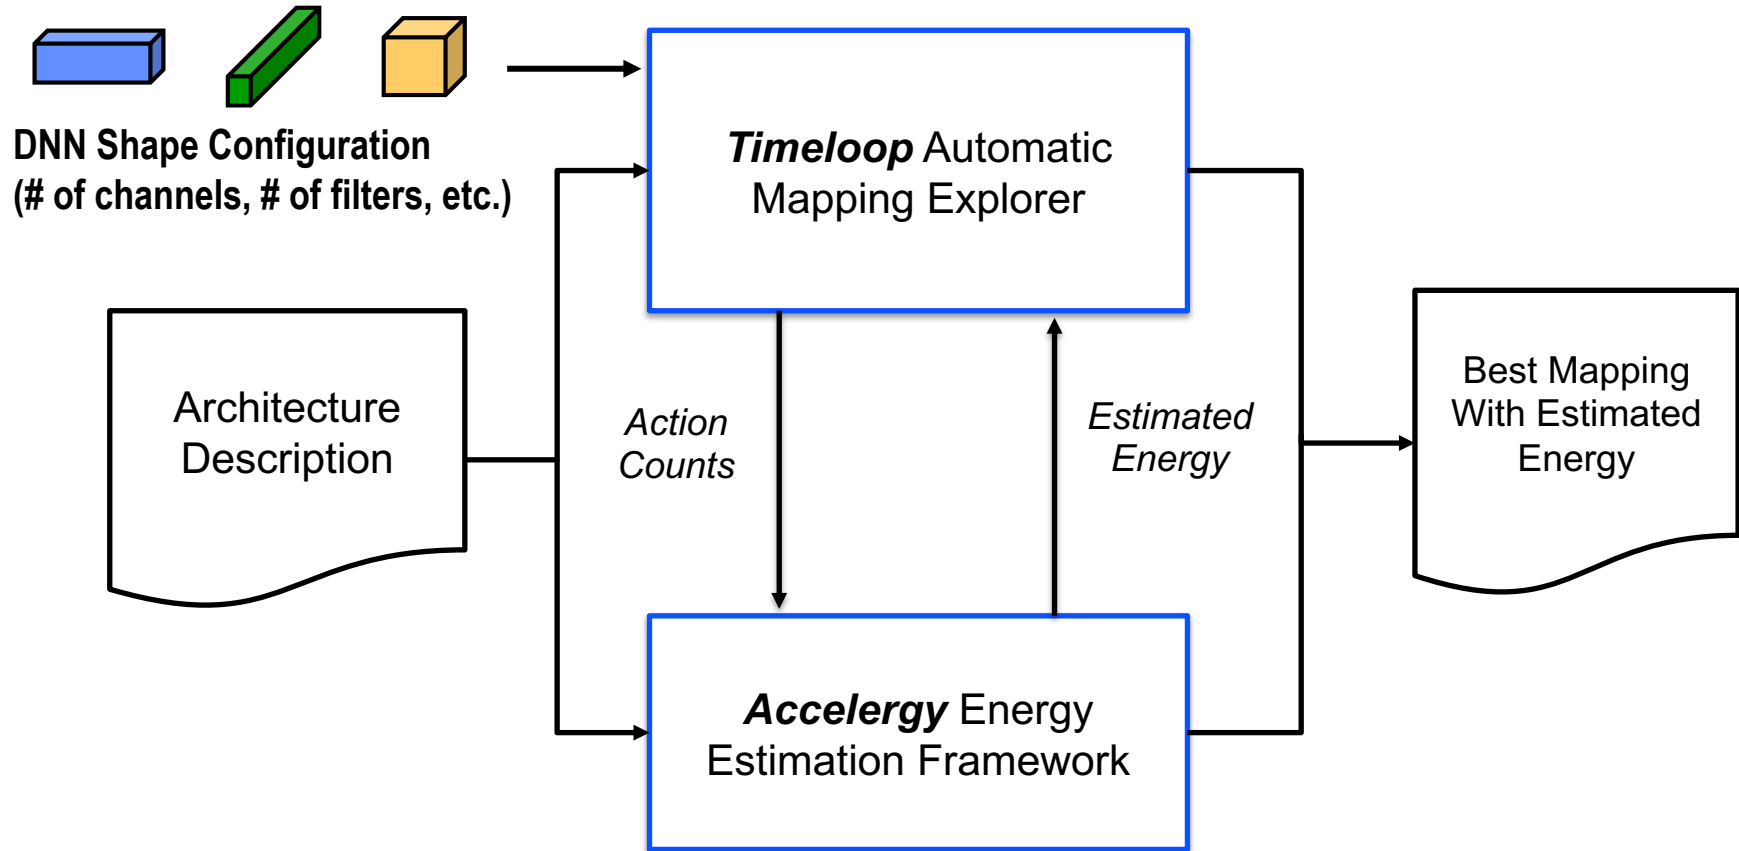 DNN Shape Configuration
(# of channels, # of filters, etc.)
Timeloop Automatic
Mapping Explorer
Architecture
Description
Action
Counts
Estimated
Energy
Best Mapping
With Estimated
Energy
Accelergy Energy
Estimation Framework